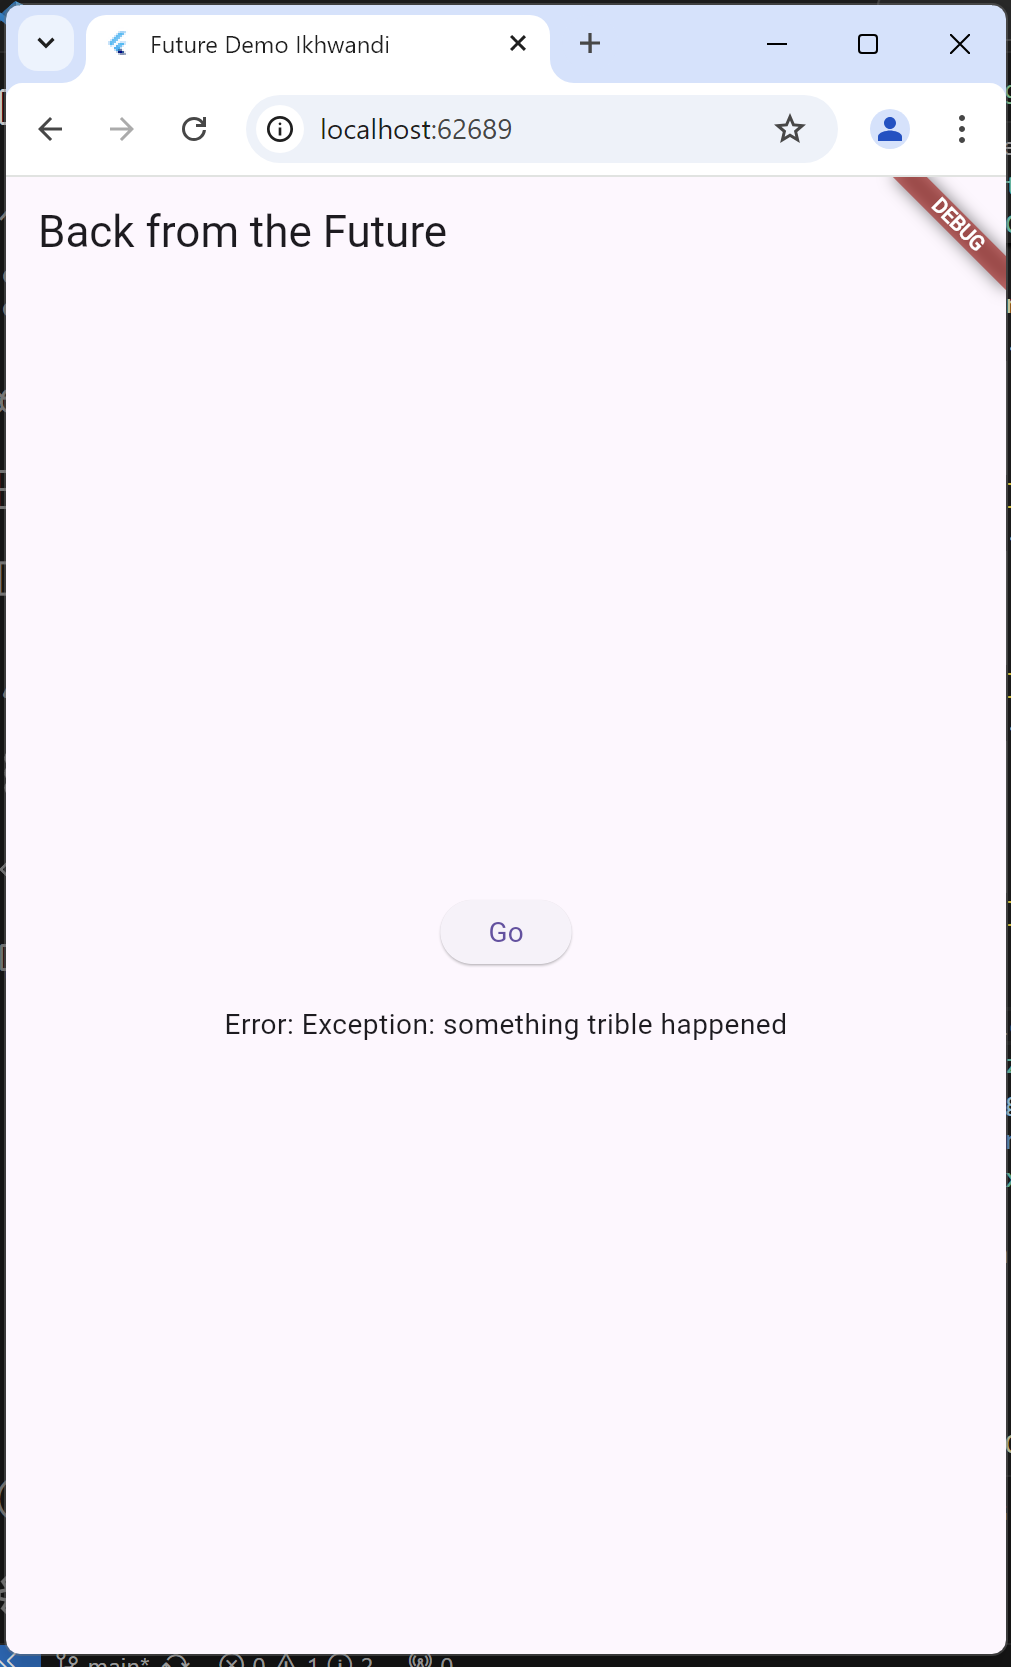 Future Demo Ikhwandi
localhost:62689
Back from the Future
DEBUG
Go
Error: Exception: something trible happened
main*
0
1
2
0